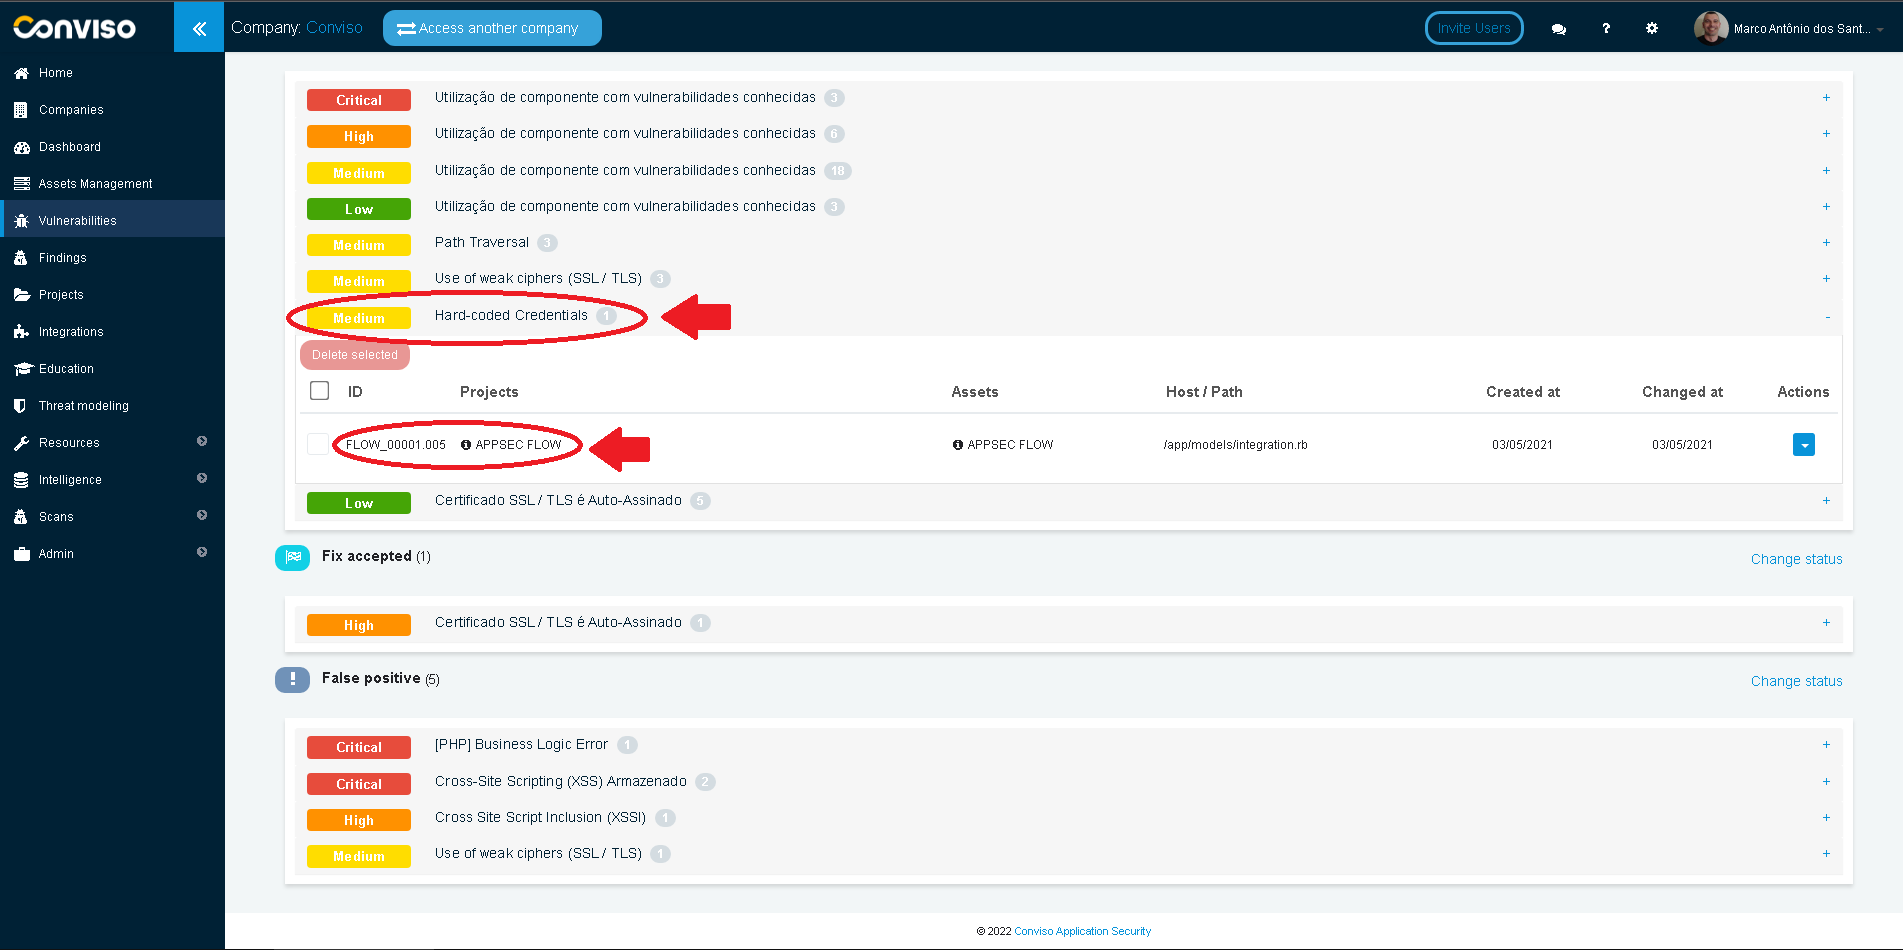 Conviso
Company: Conviso
Access another company
Invite Users
?
Marco Antônio dos Sant...
Home
Companies
Dashboard
Assets Management
Vulnerabilities
Findings
Projects
Integrations
Education
Threat modeling
Resources
Intelligence
Scans
Admin
Critical Utilização de componente com vulnerabilidades conhecidas 3 +
High Utilização de componente com vulnerabilidades conhecidas 6 +
Medium Utilização de componente com vulnerabilidades conhecidas 18 +
Low Utilização de componente com vulnerabilidades conhecidas 3 +
Medium Path Traversal 3 +
Medium Use of weak ciphers (SSL / TLS) 3 +
Medium Hard-coded Credentials 1 -
Delete selected
ID Projects Assets Host / Path Created at Changed at Actions
FLOW_00001.005 APPSEC FLOW APPSEC FLOW /app/models/integration.rb 03/05/2021 03/05/2021
Low Certificado SSL / TLS é Auto-Assinado 5 +
Fix accepted (1) Change status
High Certificado SSL / TLS é Auto-Assinado 1 +
False positive (5) Change status
Critical [PHP] Business Logic Error 1 +
Critical Cross-Site Scripting (XSS) Armazenado 2 +
High Cross Site Script Inclusion (XSSI) 1 +
Medium Use of weak ciphers (SSL / TLS) 1 +
© 2022 Conviso Application Security